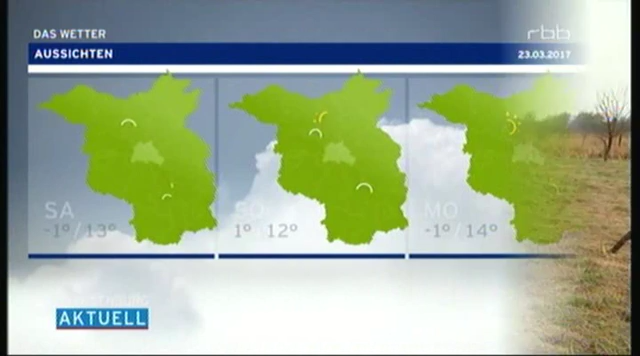 DAS WETTER
rbb
AUSSICHTEN
23.03.2017
SA
SO
MO
-1° / 13°
1° 12°
-1° / 14°
AKTUELL